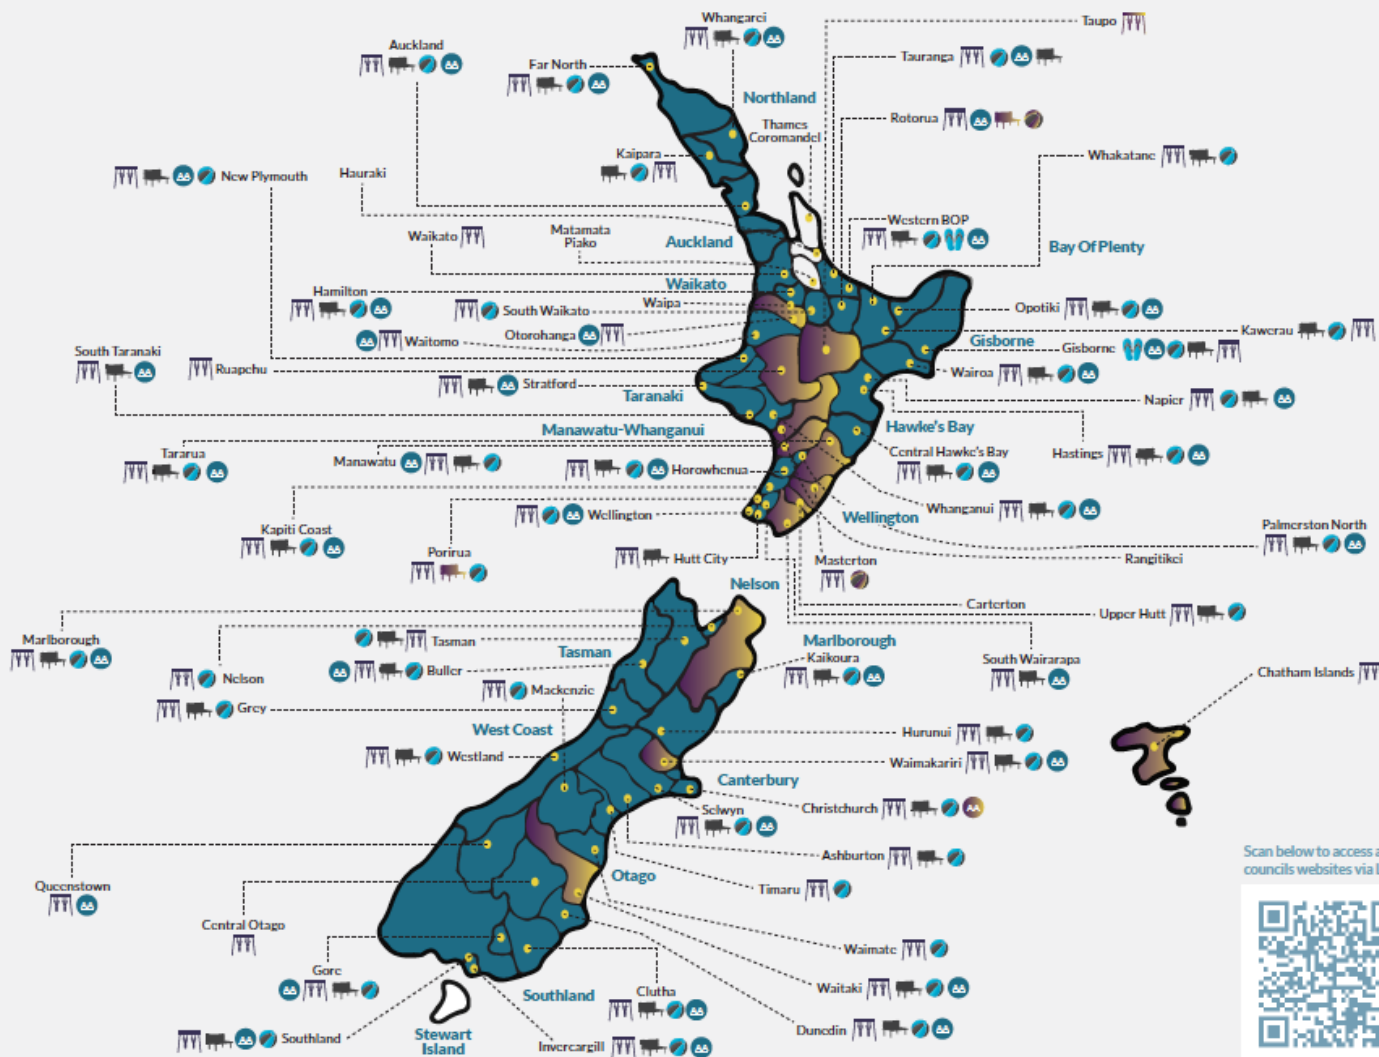 Whangarei
Taupo
Auckland
Far North
Tauranga
Northland
Thames
Coromandel
Rotorua
Kaipara
Whakatane
New Plymouth
Hauraki
Western BOP
Waikato
Matamata
Piako
Auckland
Bay Of Plenty
Waikato
Hamilton
South Waikato
Waipa
Opotiki
Waitomo
Otorohanga
Kawerau
Gisborne
Gisborne
South Taranaki
Ruapehu
Stratford
Wairoa
Taranaki
Napier
Manawatu-Whanganui
Hawke's Bay
Tararua
Manawatu
Horowhenua
Central Hawke's Bay
Hastings
Whanganui
Wellington
Wellington
Kapiti Coast
Palmerston North
Porirua
Hutt City
Masterton
Rangitikei
Nelson
Carterton
Upper Hutt
Marlborough
Tasman
Marlborough
Tasman
Kaikoura
South Wairarapa
Buller
Nelson
Chatham Islands
Mackenzie
Grey
West Coast
Hurunui
Westland
Waimakariri
Canterbury
Selwyn
Christchurch
Ashburton
Scan below to access a
councils websites via
Queenstown
Otago
Timaru
Central Otago
Waimate
Gore
Waitaki
Southland
Clutha
Dunedin
Southland
Stewart
Island
Invercargill